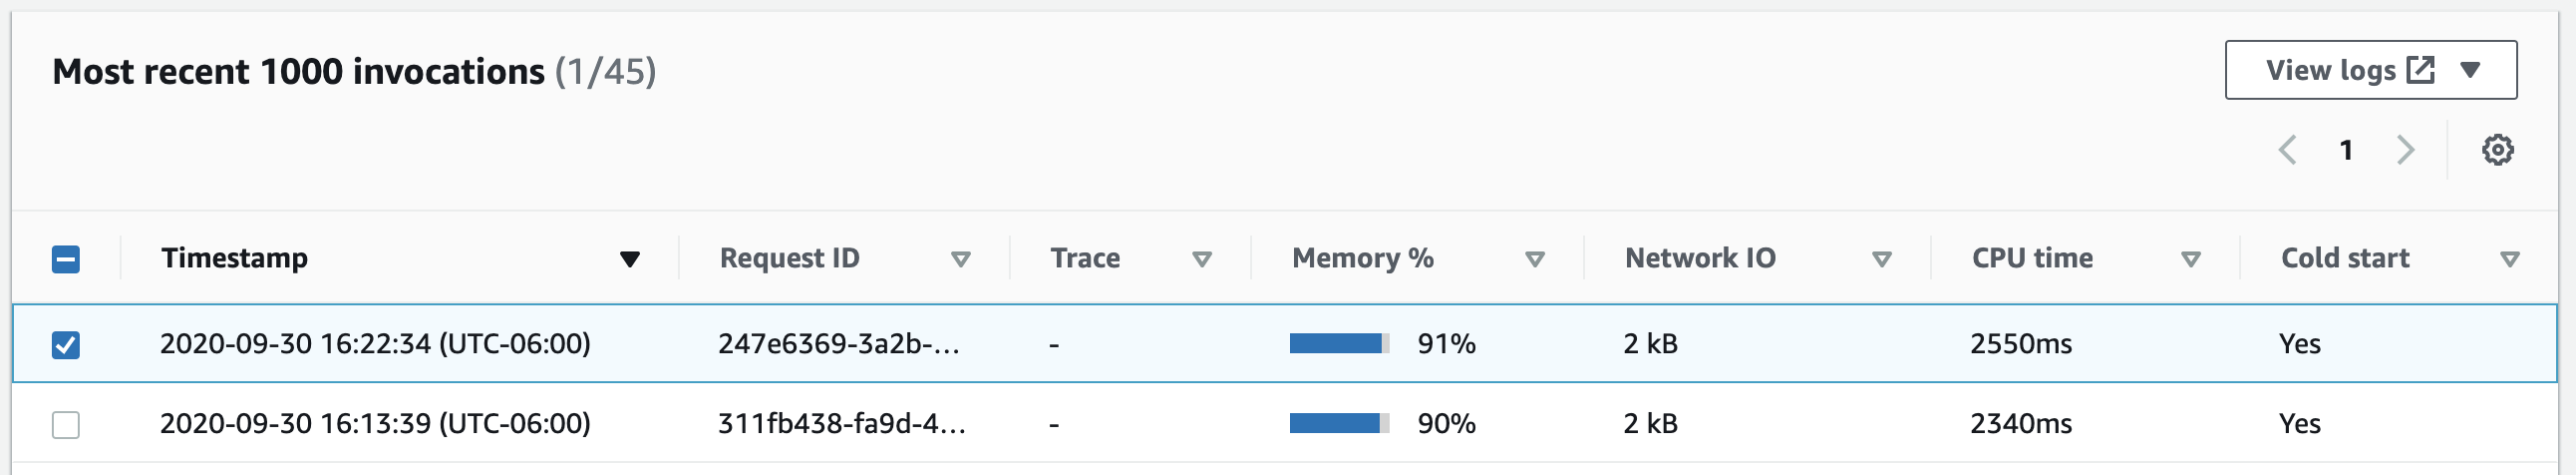 Most recent 1000 invocations (1/45)
View logs
1
Timestamp Request ID Trace Memory % Network IO CPU time Cold start
2020-09-30 16:22:34 (UTC-06:00) 247e6369-3a2b-... - 91% 2 kB 2550ms Yes
2020-09-30 16:13:39 (UTC-06:00) 311fb438-fa9d-4... - 90% 2 kB 2340ms Yes